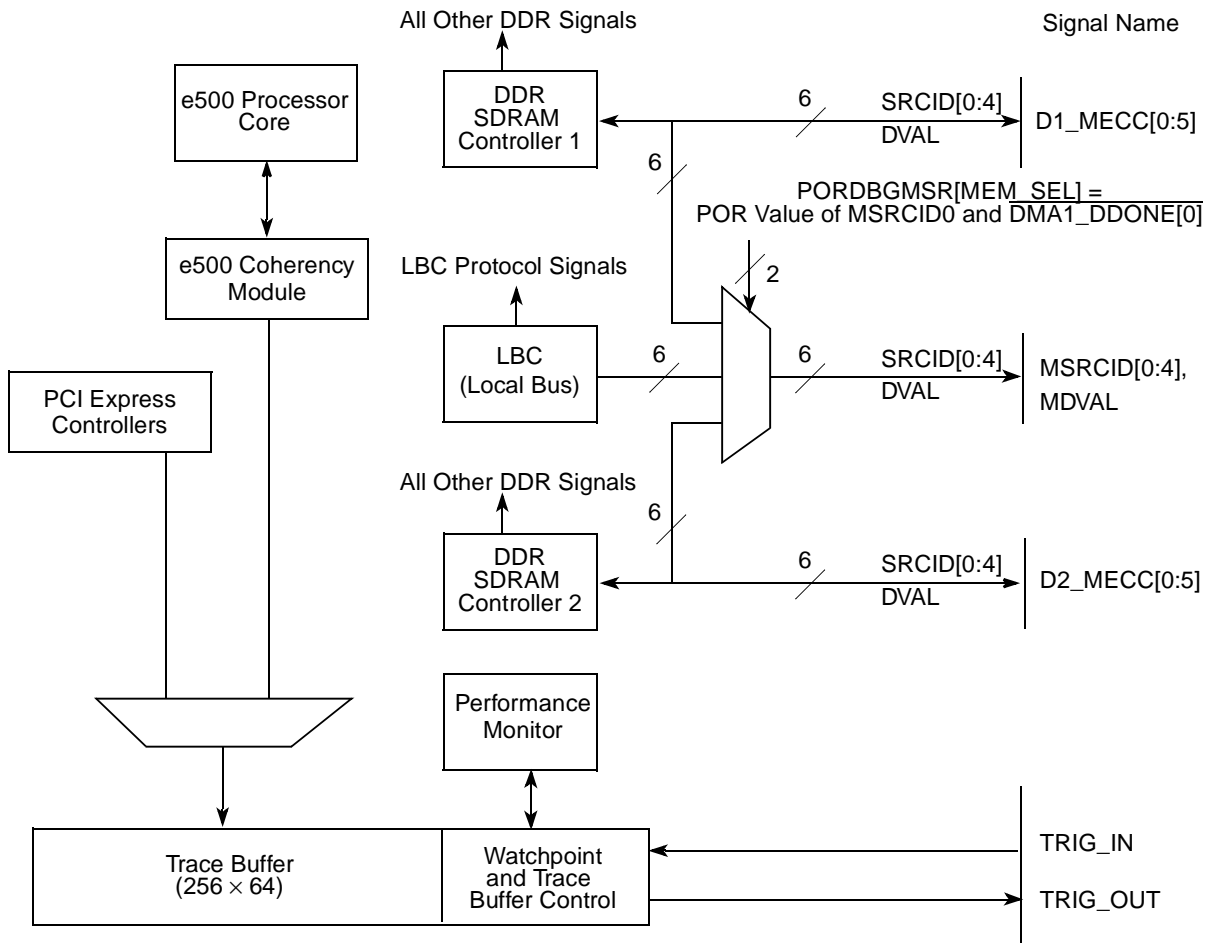 All Other DDR Signals
Signal Name
e500 Processor
Core
DDR
SDRAM
Controller 1
6
SRCID[0:4]
DVAL
D1_MECC[0:5]
6
PORDBGMSR[MEM_SEL] =
POR Value of MSRCID0 and DMA1_DDONE[0]
e500 Coherency
Module
LBC Protocol Signals
2
LBC
(Local Bus)
6
6
SRCID[0:4]
DVAL
MSRCID[0:4],
MDVAL
PCI Express
Controllers
All Other DDR Signals
6
DDR
SDRAM
Controller 2
6
SRCID[0:4]
DVAL
D2_MECC[0:5]
Performance
Monitor
Trace Buffer
(256 × 64)
Watchpoint
and Trace
Buffer Control
TRIG_IN
TRIG_OUT